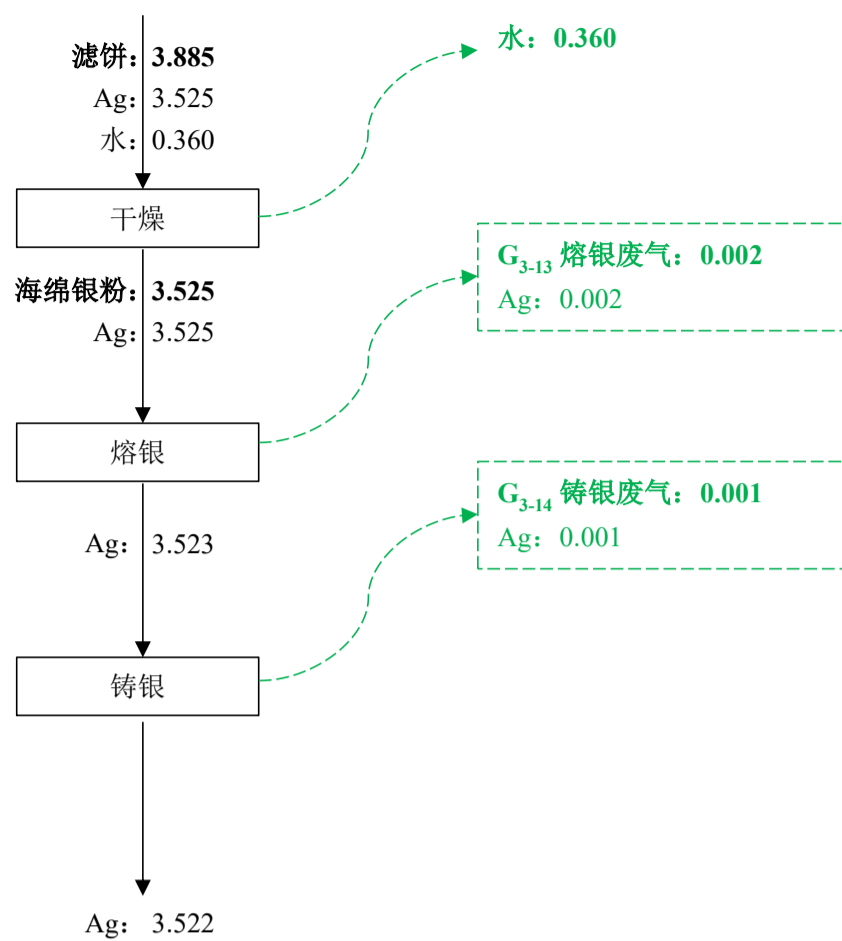 滤饼：3.885
Ag：3.525
水：0.360
水：0.360
干燥
海绵银粉：3.525
Ag：3.525
G3-13 熔银废气：0.002
Ag：0.002
熔银
Ag： 3.523
G3-14 铸银废气：0.001
Ag：0.001
铸银
Ag： 3.522